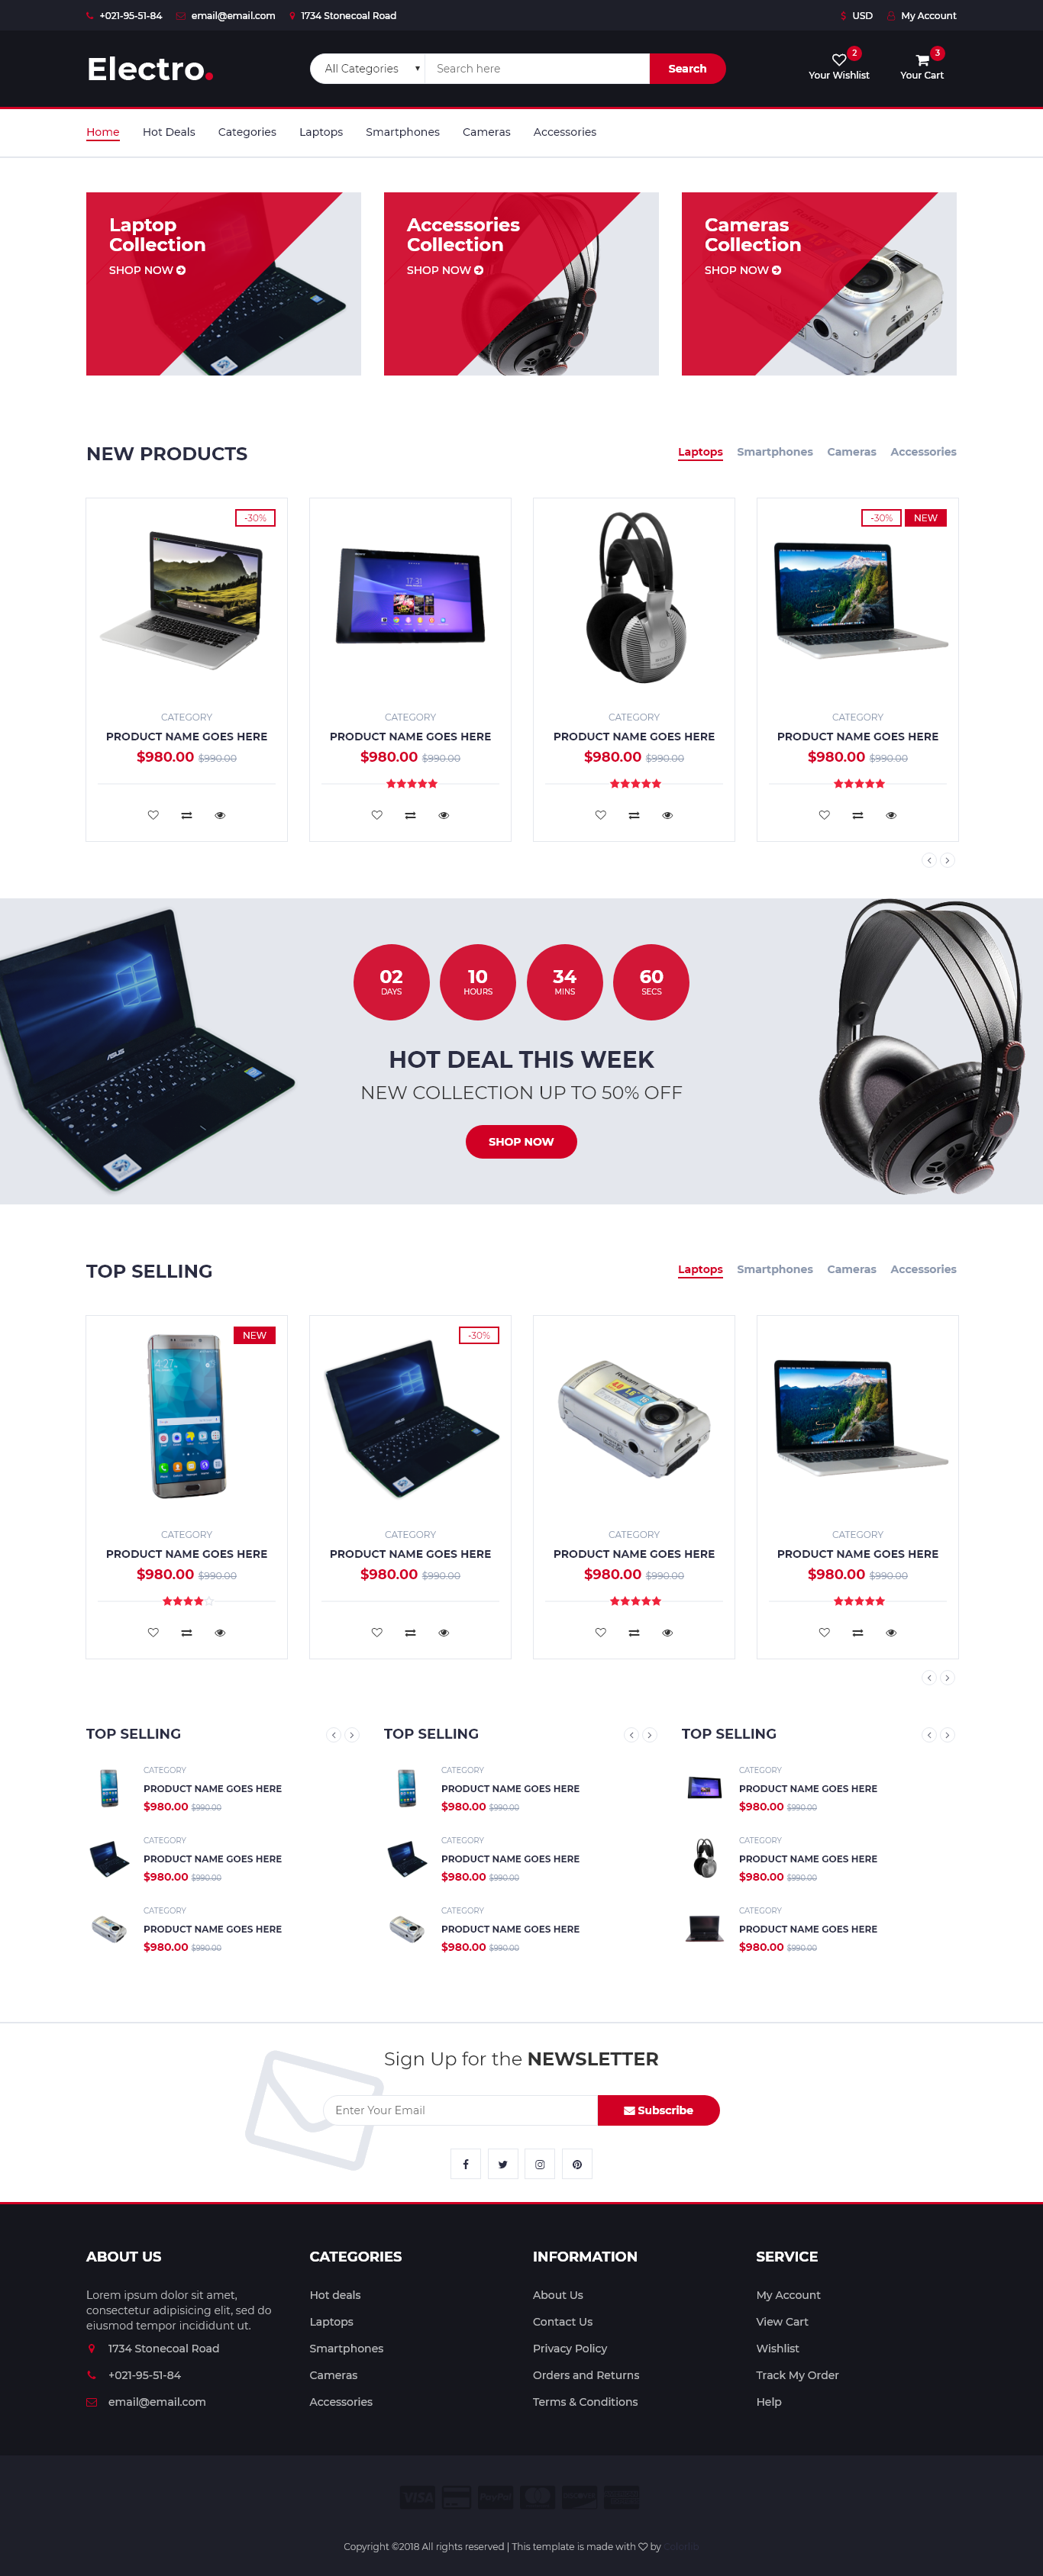 +021-95-51-84 email@email.com 1734 Stonecoal Road
$ USD My Account
Electro.
All Categories
Search here
Search
2
Your Wishlist
3
Your Cart
Home Hot Deals Categories Laptops Smartphones Cameras Accessories
Laptop
Collection
SHOP NOW
Accessories
Collection
SHOP NOW
Cameras
Collection
SHOP NOW
NEW PRODUCTS
Laptops Smartphones Cameras Accessories
-30%
CATEGORY
PRODUCT NAME GOES HERE
$980.00 $990.00
SONY
17:31
CATEGORY
PRODUCT NAME GOES HERE
$980.00 $990.00
CATEGORY
PRODUCT NAME GOES HERE
$980.00 $990.00
-30% NEW
CATEGORY
PRODUCT NAME GOES HERE
$980.00 $990.00
ASUS
02
DAYS
10
HOURS
34
MINS
60
SECS
HOT DEAL THIS WEEK
NEW COLLECTION UP TO 50% OFF
SHOP NOW
TOP SELLING
Laptops Smartphones Cameras Accessories
NEW
4:27
CATEGORY
PRODUCT NAME GOES HERE
$980.00 $990.00
-30%
ASUS
CATEGORY
PRODUCT NAME GOES HERE
$980.00 $990.00
Rekam
CATEGORY
PRODUCT NAME GOES HERE
$980.00 $990.00
CATEGORY
PRODUCT NAME GOES HERE
$980.00 $990.00
TOP SELLING
CATEGORY
PRODUCT NAME GOES HERE
$980.00 $990.00
CATEGORY
PRODUCT NAME GOES HERE
$980.00 $990.00
CATEGORY
PRODUCT NAME GOES HERE
$980.00 $990.00
TOP SELLING
CATEGORY
PRODUCT NAME GOES HERE
$980.00 $990.00
CATEGORY
PRODUCT NAME GOES HERE
$980.00 $990.00
CATEGORY
PRODUCT NAME GOES HERE
$980.00 $990.00
TOP SELLING
CATEGORY
PRODUCT NAME GOES HERE
$980.00 $990.00
CATEGORY
PRODUCT NAME GOES HERE
$980.00 $990.00
CATEGORY
PRODUCT NAME GOES HERE
$980.00 $990.00
Sign Up for the NEWSLETTER
Enter Your Email
Subscribe
ABOUT US
Lorem ipsum dolor sit amet,
consectetur adipisicing elit, sed do
eiusmod tempor incididunt ut.
1734 Stonecoal Road
+021-95-51-84
email@email.com
CATEGORIES
Hot deals
Laptops
Smartphones
Cameras
Accessories
INFORMATION
About Us
Contact Us
Privacy Policy
Orders and Returns
Terms & Conditions
SERVICE
My Account
View Cart
Wishlist
Track My Order
Help
VISA PayPal
Copyright ©2018 All rights reserved | This template is made with by